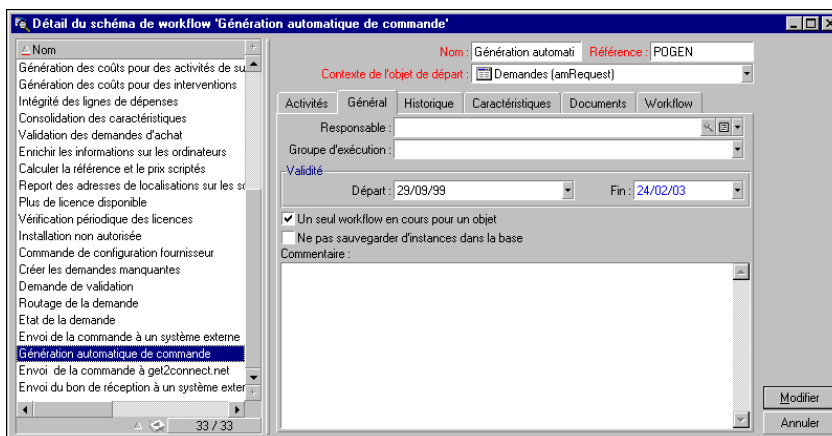 Détail du schéma de workflow 'Génération automatique de commande'
Nom
Génération des coûts pour des activités de su
Génération des coûts pour des interventions
Intégrité des lignes de dépenses
Consolidation des caractéristiques
Validation des demandes d'achat
Enrichir les informations sur les ordinateurs
Calculer la référence et le prix scriptés
Report des adresses de localisations sur les so
Plus de licence disponible
Vérification périodique des licences
Installation non autorisée
Commande de configuration fournisseur
Créer les demandes manquantes
Demande de validation
Routage de la demande
Etat de la demande
Envoi de la commande à un système externe
Génération automatique de commande
Envoi de la commande à get2connect.net
Envoi du bon de réception à un système exter
33 / 33
Nom : Génération automati Référence : POGEN
Contexte de l'objet de départ : Demandes (amRequest)
Activités Général Historique Caractéristiques Documents Workflow
Responsable :
Groupe d'exécution :
Validité
Départ : 29/09/99 Fin : 24/02/03
Un seul workflow en cours pour un objet
Ne pas sauvegarder d'instances dans la base
Commentaire :
Modifier
Annuler